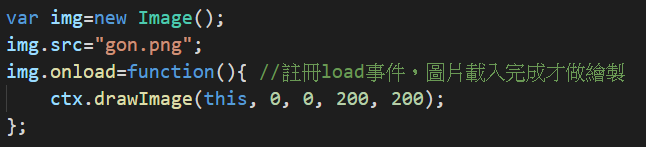 var img=new Image();
img.src="gon.png";
img.onload=function(){ //註冊load事件，圖片載入完成才做繪製
    ctx.drawImage(this, 0, 0, 200, 200);
};